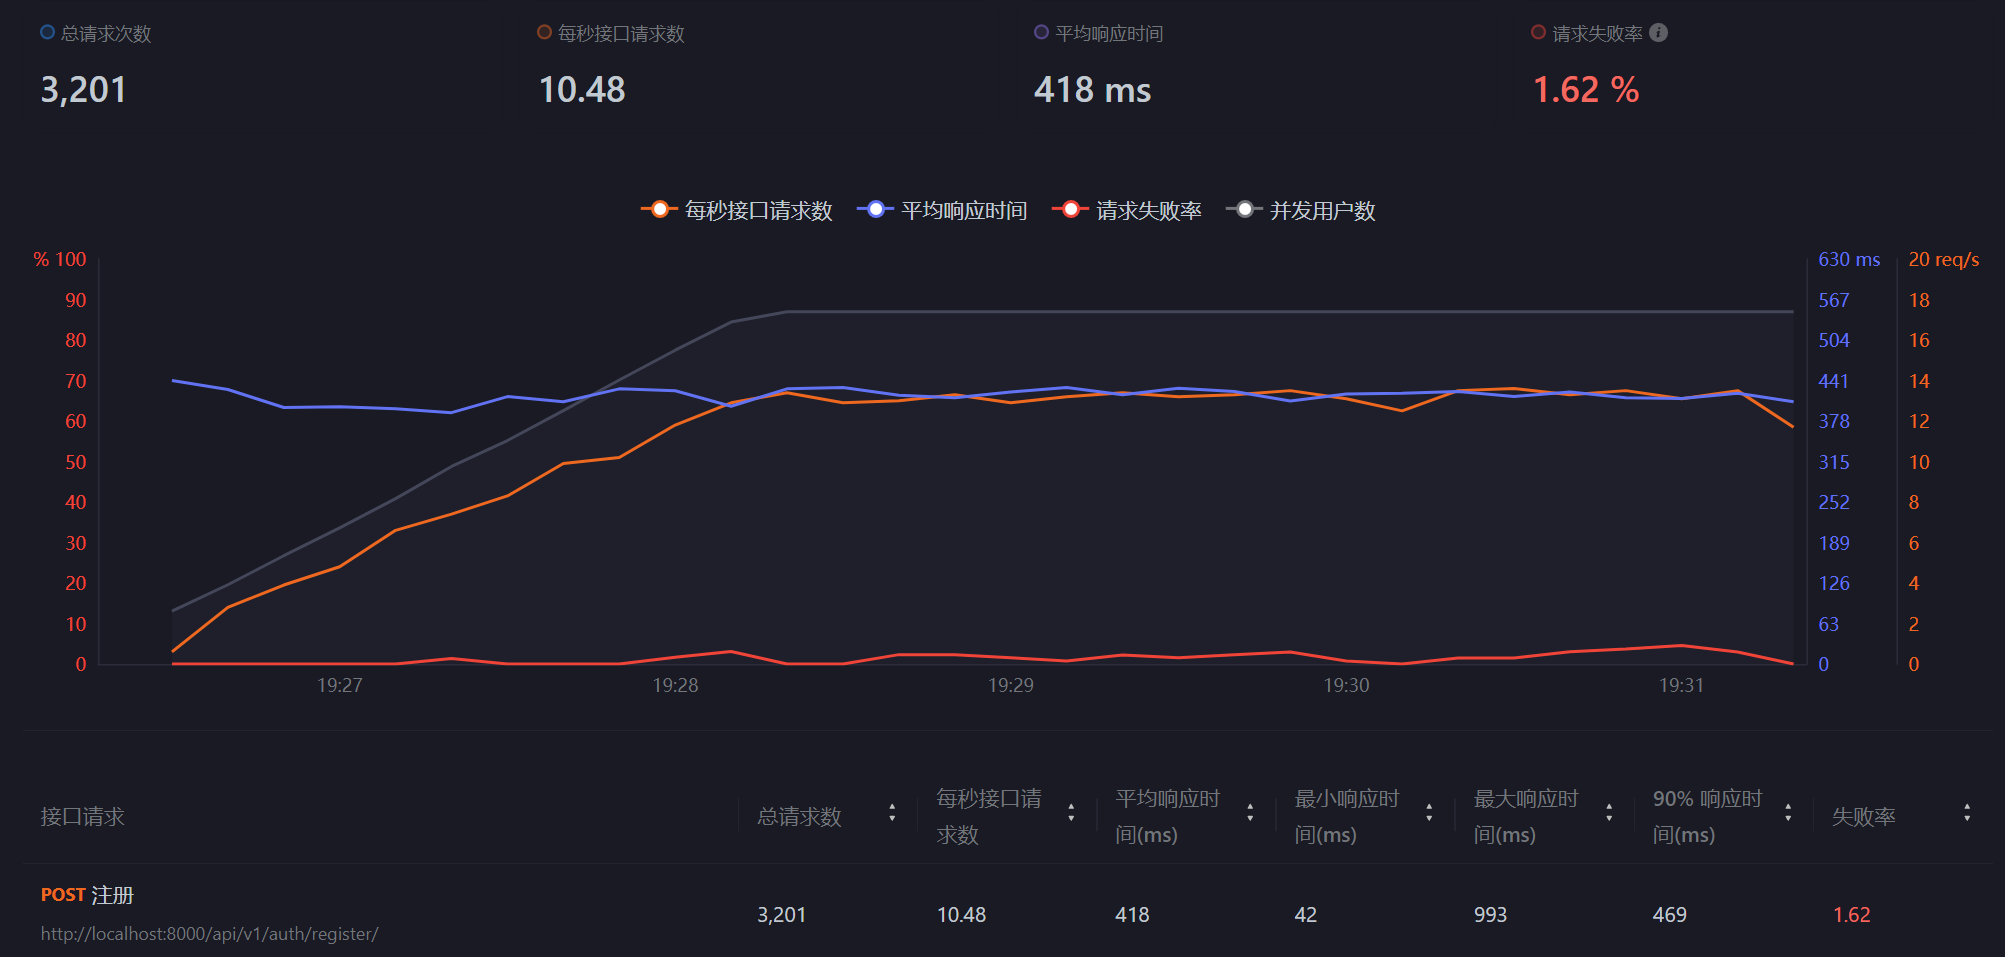 总请求次数
3,201
每秒接口请求数
10.48
平均响应时间
418 ms
请求失败率
1.62 %
每秒接口请求数 平均响应时间 请求失败率 并发用户数
% 100
90
80
70
60
50
40
30
20
10
0
630 ms
567
504
441
378
315
252
189
126
63
0
20 req/s
18
16
14
12
10
8
6
4
2
0
19:27 19:28 19:29 19:30 19:31
接口请求
总请求数
每秒接口请
求数
平均响应时
间(ms)
最小响应时
间(ms)
最大响应时
间(ms)
90% 响应时
间(ms)
失败率
POST 注册
http://localhost:8000/api/v1/auth/register/
3,201 10.48 418 42 993 469 1.62